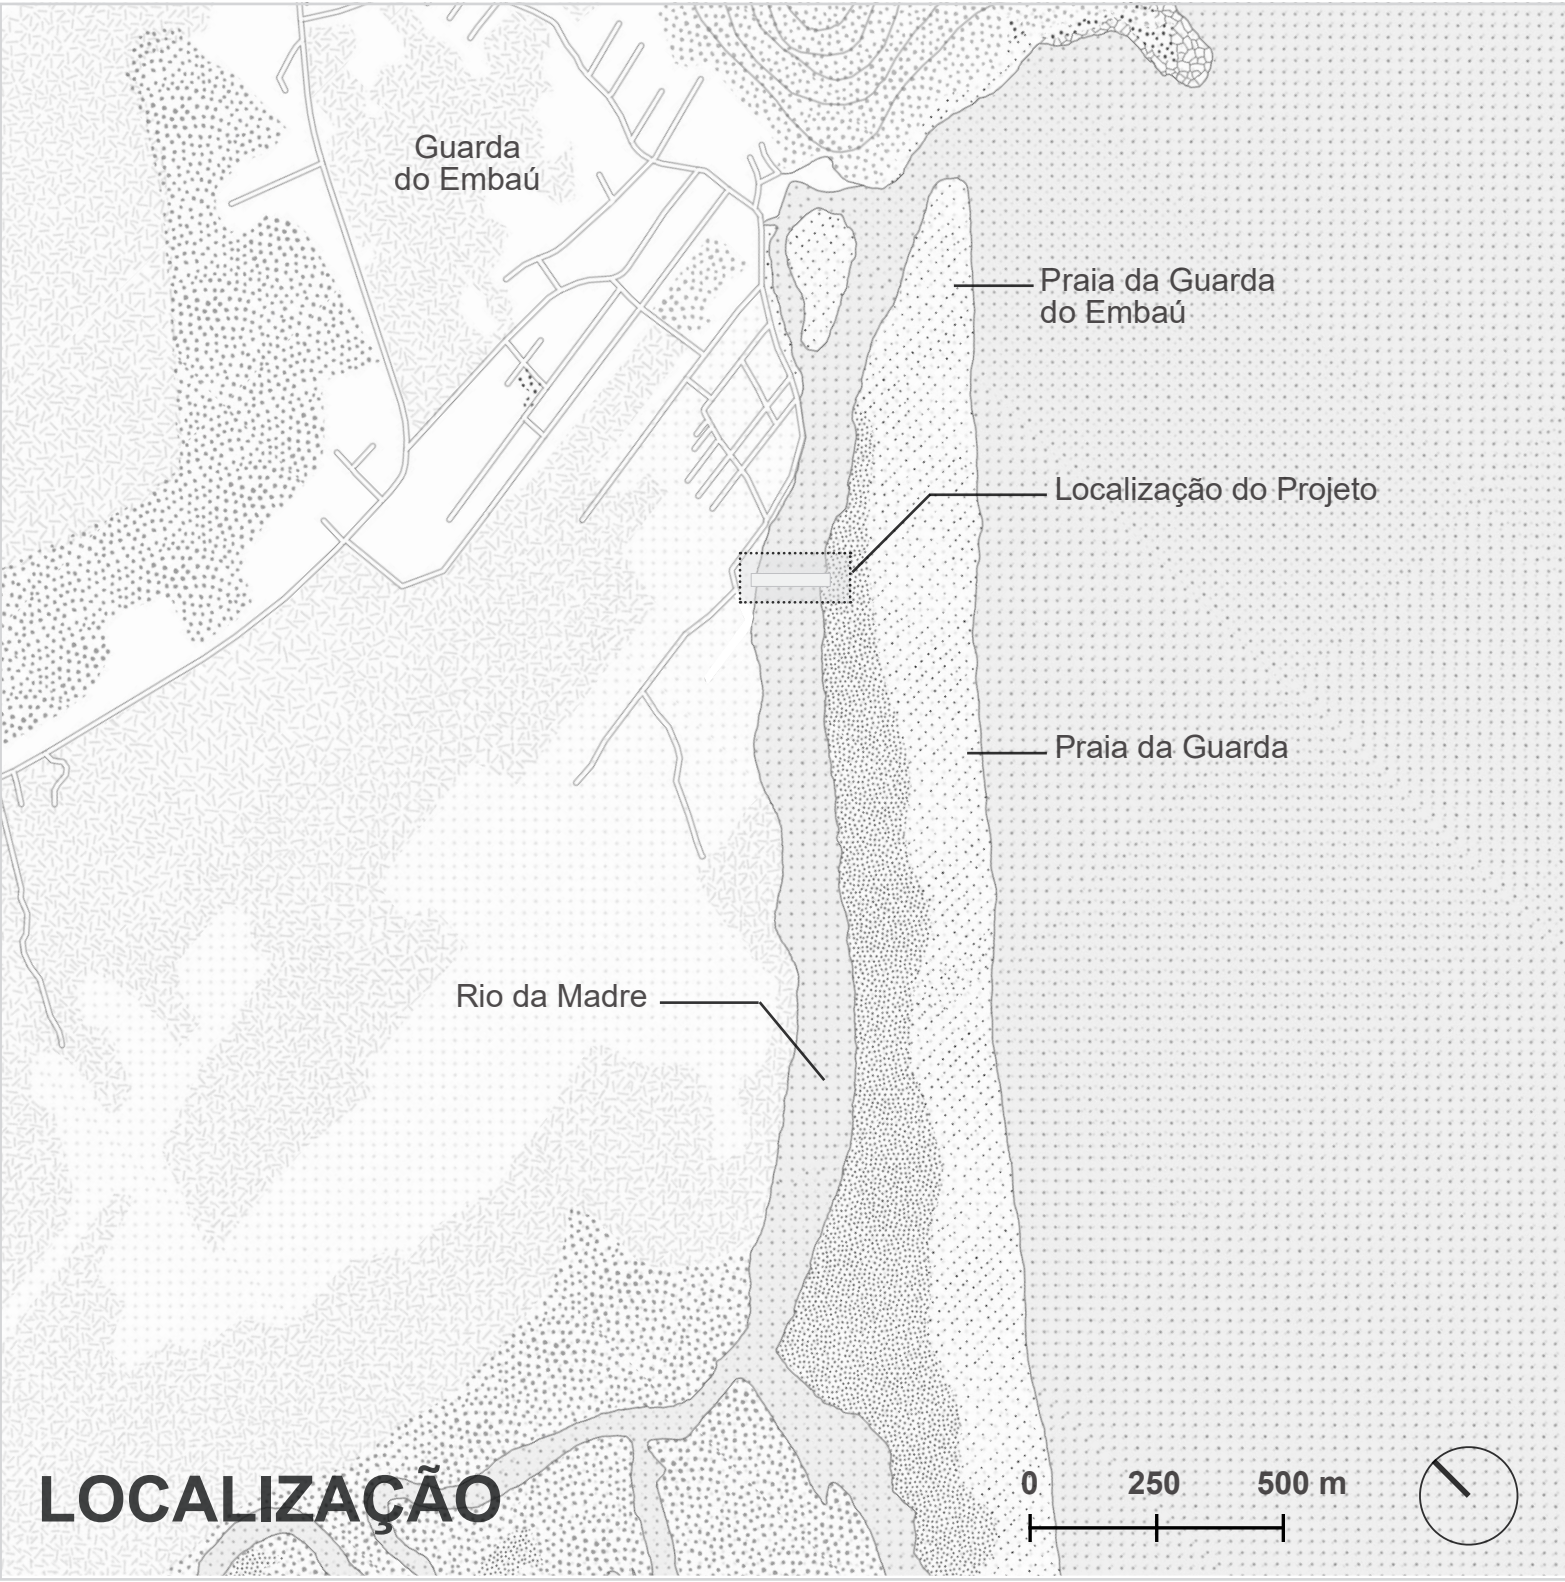 Guarda
do Embaú
Praia da Guarda
do Embaú
Localização do Projeto
Praia da Guarda
Rio da Madre
LOCALIZAÇÃO
0 250 500 m